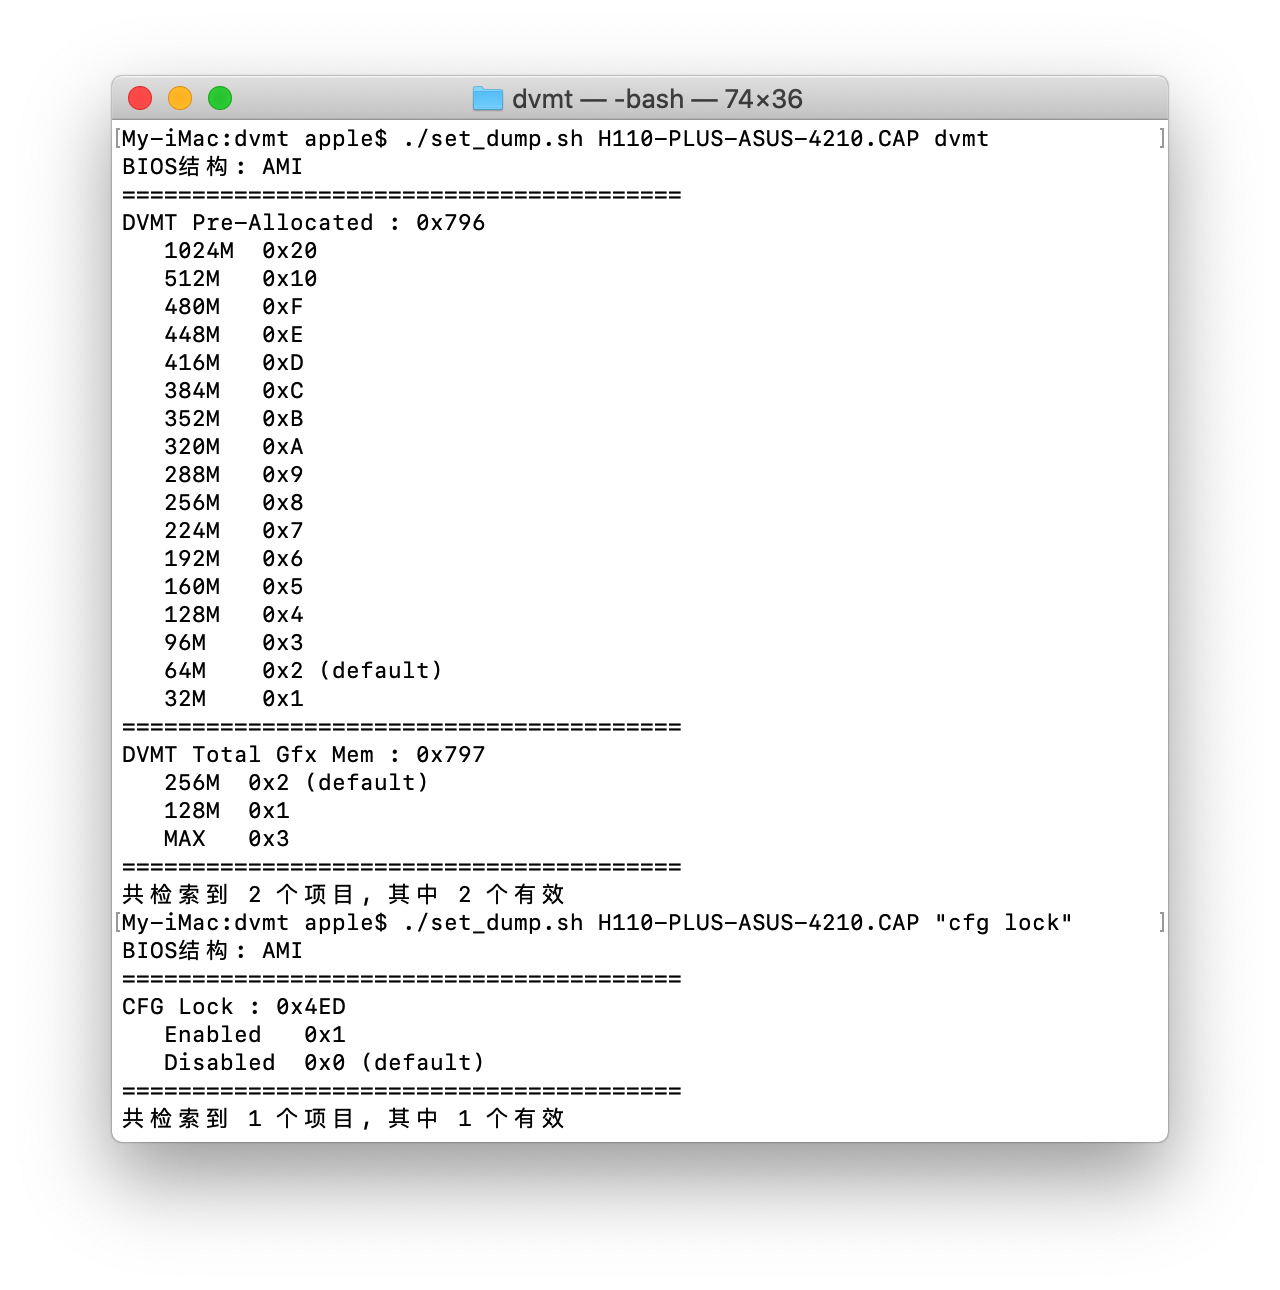 dvmt — -bash — 74×36
[My-iMac:dvmt apple$ ./set_dump.sh H110-PLUS-ASUS-4210.CAP dvmt ]
BIOS结构: AMI
========================================
DVMT Pre-Allocated : 0x796
   1024M  0x20
   512M   0x10
   480M   0xF
   448M   0xE
   416M   0xD
   384M   0xC
   352M   0xB
   320M   0xA
   288M   0x9
   256M   0x8
   224M   0x7
   192M   0x6
   160M   0x5
   128M   0x4
   96M    0x3
   64M    0x2 (default)
   32M    0x1
========================================
DVMT Total Gfx Mem : 0x797
   256M  0x2 (default)
   128M  0x1
   MAX   0x3
========================================
共检索到 2 个项目, 其中 2 个有效
[My-iMac:dvmt apple$ ./set_dump.sh H110-PLUS-ASUS-4210.CAP "cfg lock" ]
BIOS结构: AMI
========================================
CFG Lock : 0x4ED
   Enabled   0x1
   Disabled  0x0 (default)
========================================
共检索到 1 个项目, 其中 1 个有效